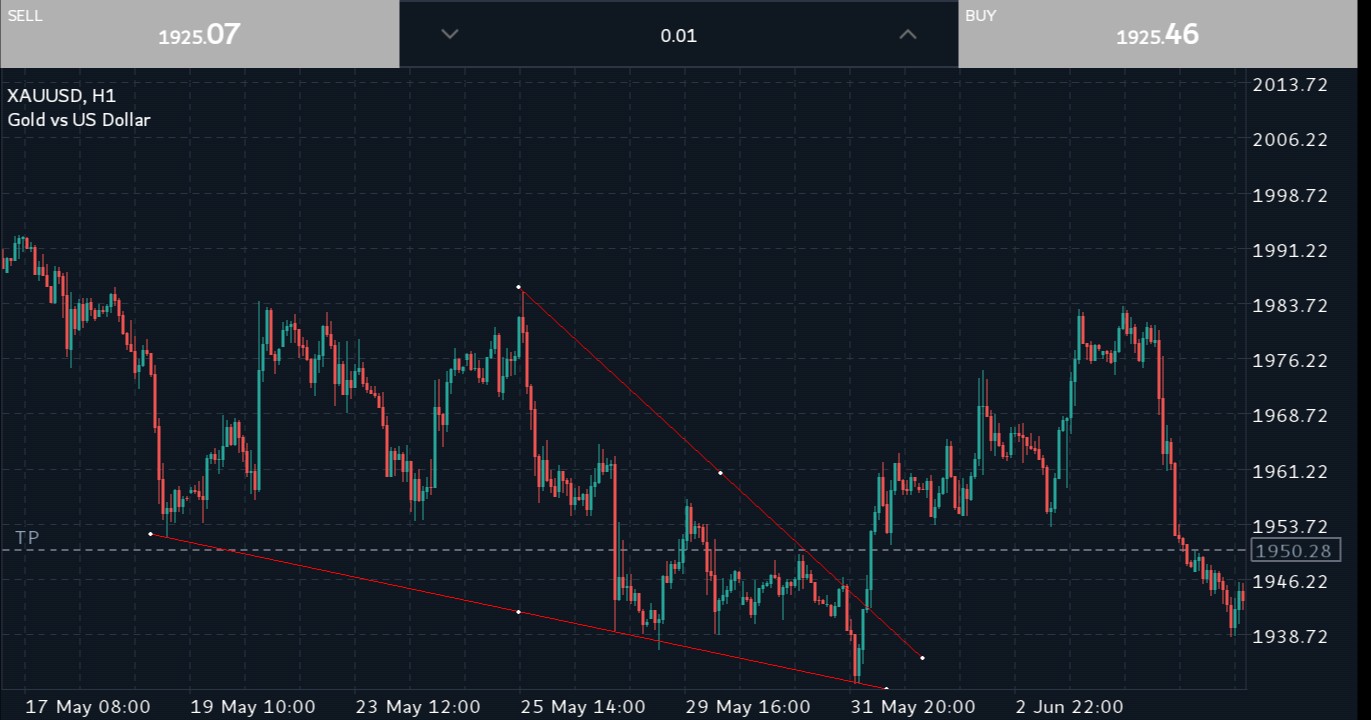 SELL
1925.07
0.01
BUY
1925.46
XAUUSD, H1
Gold vs US Dollar
2013.72
2006.22
1998.72
1991.22
1983.72
1976.22
1968.72
1961.22
1953.72
TP
1950.28
1946.22
1938.72
17 May 08:00 19 May 10:00 23 May 12:00 25 May 14:00 29 May 16:00 31 May 20:00 2 Jun 22:00